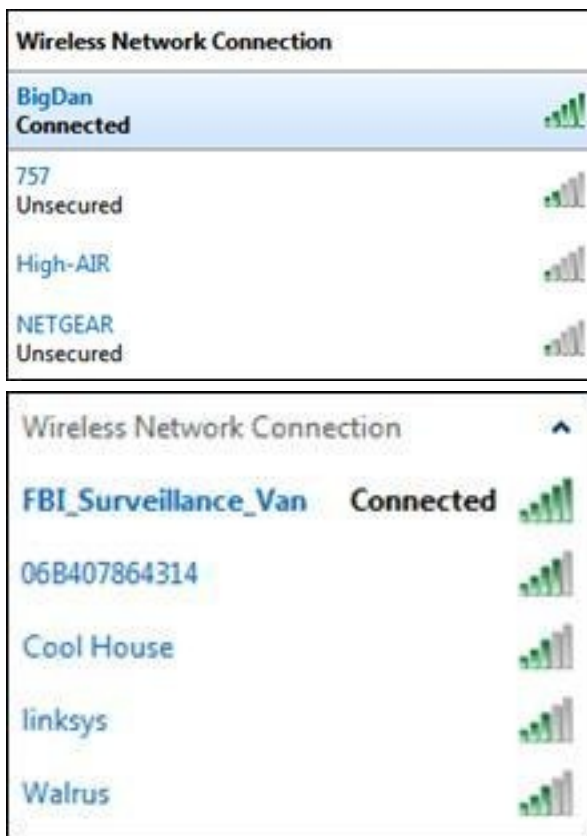 Wireless Network Connection
BigDan
Connected
757
Unsecured
High-AIR
NETGEAR
Unsecured
Wireless Network Connection
FBI_Surveillance_Van Connected
06B407864314
Cool House
linksys
Walrus